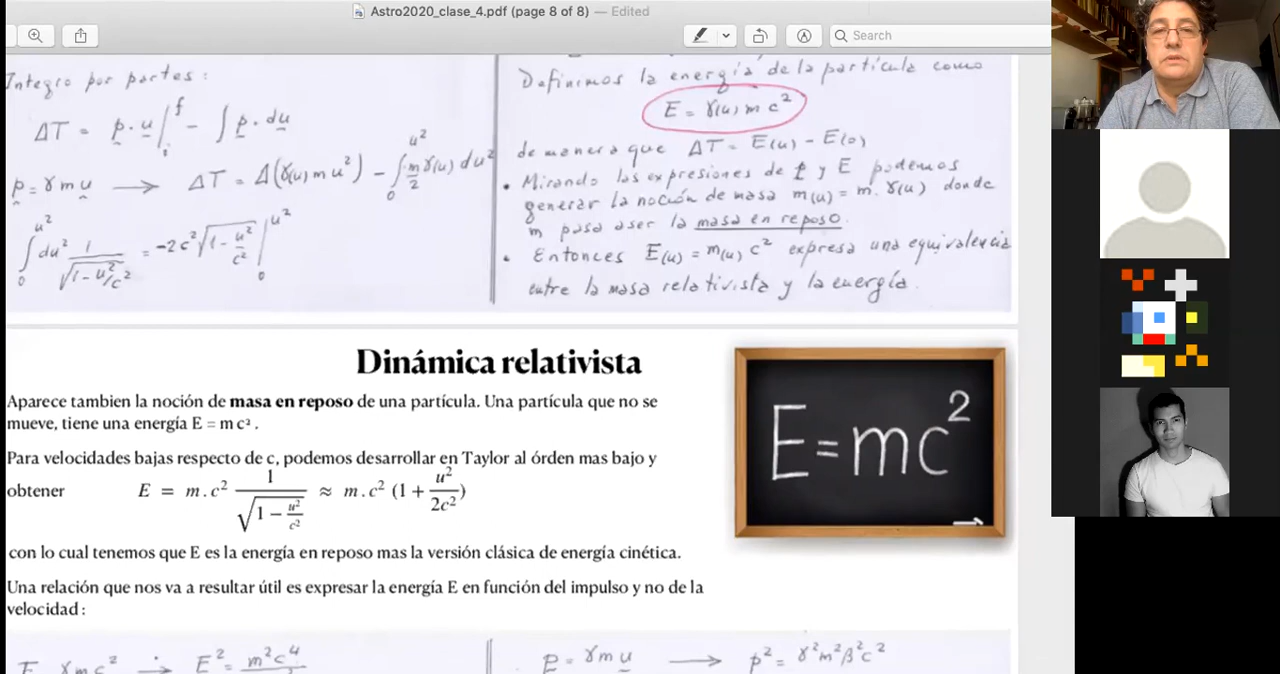 Astro2020_clase_4.pdf (page 8 of 8) — Edited
Search
Integro por partes:
ΔT = p·u |ᶠᵢ − ∫ p·du
p = γmu ⟶ ΔT = Δ(γ(u) m u²) − ∫₀^u² m/2 γ(u) du²
∫₀^u² du² 1/√(1 − u²/c²) = −2c² √(1 − u²/c²) |₀^u²
Definimos la energía de la partícula como
E = γ(u) m c²
de manera que ΔT = E(u) − E(0)
• Mirando las expresiones de p y E podemos
generar la noción de masa m(u) = m. γ(u) donde
m pasa a ser la masa en reposo.
• Entonces E(u) = m(u) c² expresa una equivalencia
entre la masa relativista y la energía.
Dinámica relativista
Aparece tambien la noción de masa en reposo de una partícula. Una partícula que no se
mueve, tiene una energía E = m c² .
Para velocidades bajas respecto de c, podemos desarrollar en Taylor al órden mas bajo y
obtener E = m.c² 1/√(1 − u²/c²) ≈ m.c² (1 + u²/2c²)
con lo cual tenemos que E es la energía en reposo mas la versión clásica de energía cinética.
Una relación que nos va a resultar útil es expresar la energía E en función del impulso y no de la
velocidad :
E=mc²
γmc² ⟶ E² = m²c⁴
p = γmu ⟶ p² = γ²m²β²c²